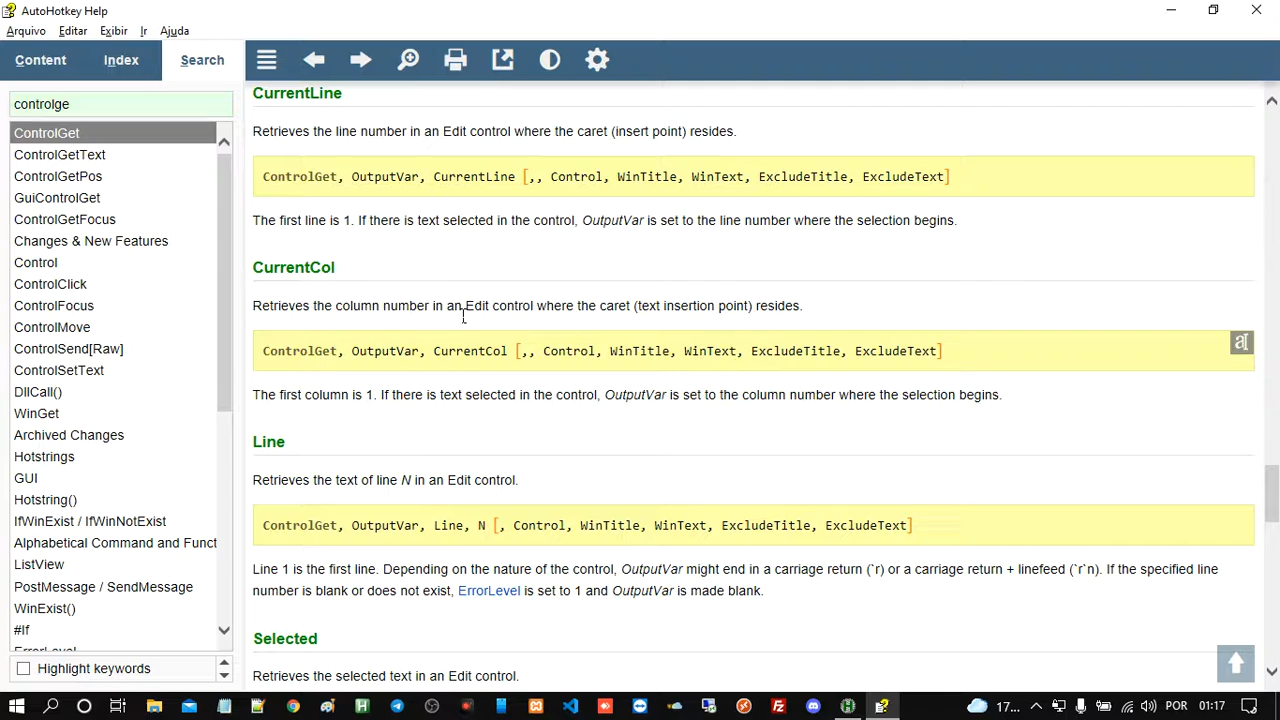 AutoHotkey Help
Arquivo Editar Exibir Ir Ajuda
Content Index Search
controlge
ControlGet
ControlGetText
ControlGetPos
GuiControlGet
ControlGetFocus
Changes & New Features
Control
ControlClick
ControlFocus
ControlMove
ControlSend[Raw]
ControlSetText
DllCall()
WinGet
Archived Changes
Hotstrings
GUI
Hotstring()
IfWinExist / IfWinNotExist
Alphabetical Command and Funct
ListView
PostMessage / SendMessage
WinExist()
#If
ErrorLevel
Highlight keywords
CurrentLine
Retrieves the line number in an Edit control where the caret (insert point) resides.
ControlGet, OutputVar, CurrentLine [,, Control, WinTitle, WinText, ExcludeTitle, ExcludeText]
The first line is 1. If there is text selected in the control, OutputVar is set to the line number where the selection begins.
CurrentCol
Retrieves the column number in an Edit control where the caret (text insertion point) resides.
ControlGet, OutputVar, CurrentCol [,, Control, WinTitle, WinText, ExcludeTitle, ExcludeText]
a
The first column is 1. If there is text selected in the control, OutputVar is set to the column number where the selection begins.
Line
Retrieves the text of line N in an Edit control.
ControlGet, OutputVar, Line, N [, Control, WinTitle, WinText, ExcludeTitle, ExcludeText]
Line 1 is the first line. Depending on the nature of the control, OutputVar might end in a carriage return (`r) or a carriage return + linefeed (`r`n). If the specified line
number is blank or does not exist, ErrorLevel is set to 1 and OutputVar is made blank.
Selected
Retrieves the selected text in an Edit control.
17... POR 01:17